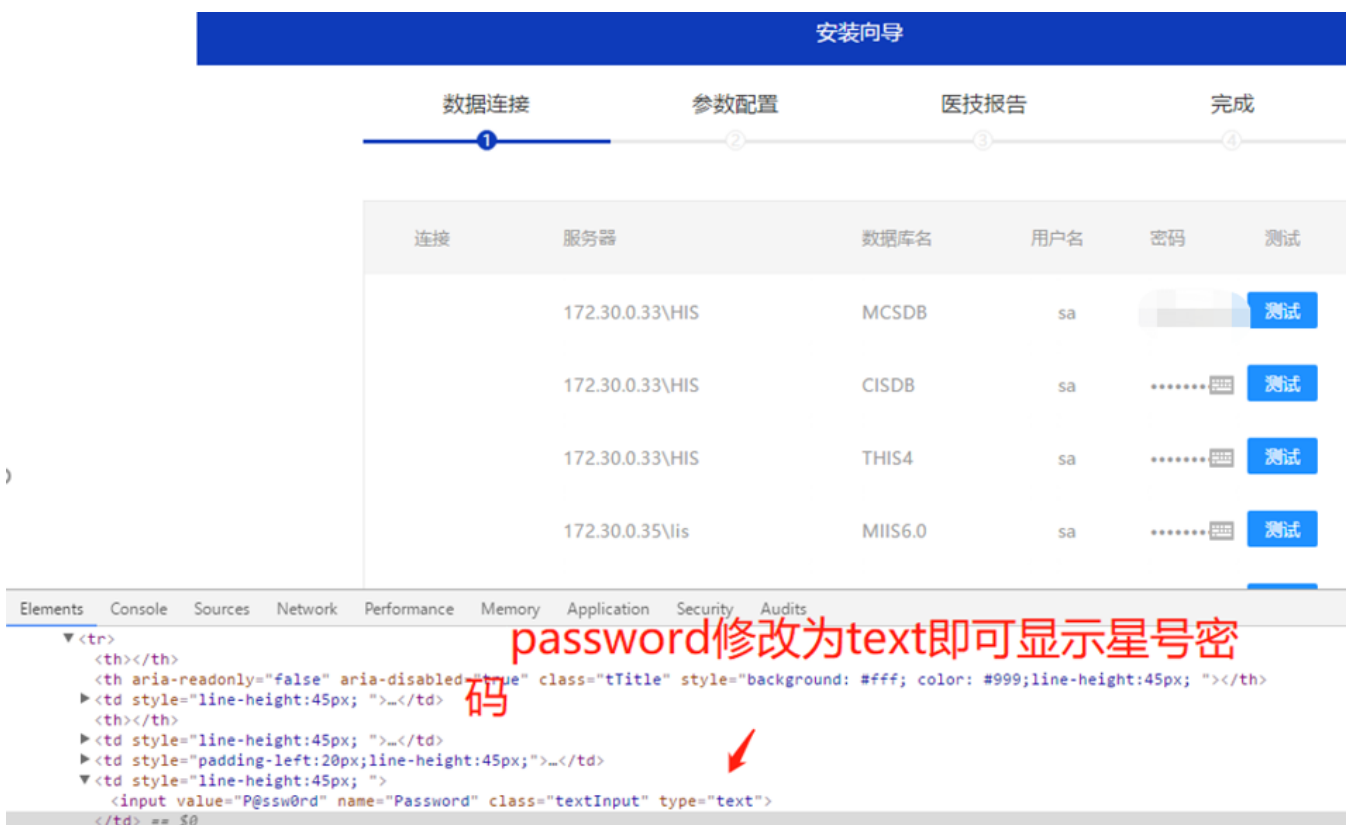 安装向导
数据连接 参数配置 医技报告 完成
1 2 3 4
连接 服务器 数据库名 用户名 密码 测试
172.30.0.33\HIS MCSDB sa 测试
172.30.0.33\HIS CISDB sa •••••••• 测试
172.30.0.33\HIS THIS4 sa •••••••• 测试
172.30.0.35\lis MIIS6.0 sa •••••••• 测试
Elements Console Sources Network Performance Memory Application Security Audits
password修改为text即可显示星号密
码
▼<tr>
<th></th>
<th aria-readonly="false" aria-disabled="true" class="tTitle" style="background: #fff; color: #999;line-height:45px; "></th>
▶<td style="line-height:45px; ">…</td>
<th></th>
▶<td style="line-height:45px; ">…</td>
▶<td style="padding-left:20px;line-height:45px;">…</td>
▼<td style="line-height:45px; ">
<input value="P@ssw0rd" name="Password" class="textInput" type="text">
</td> == $0